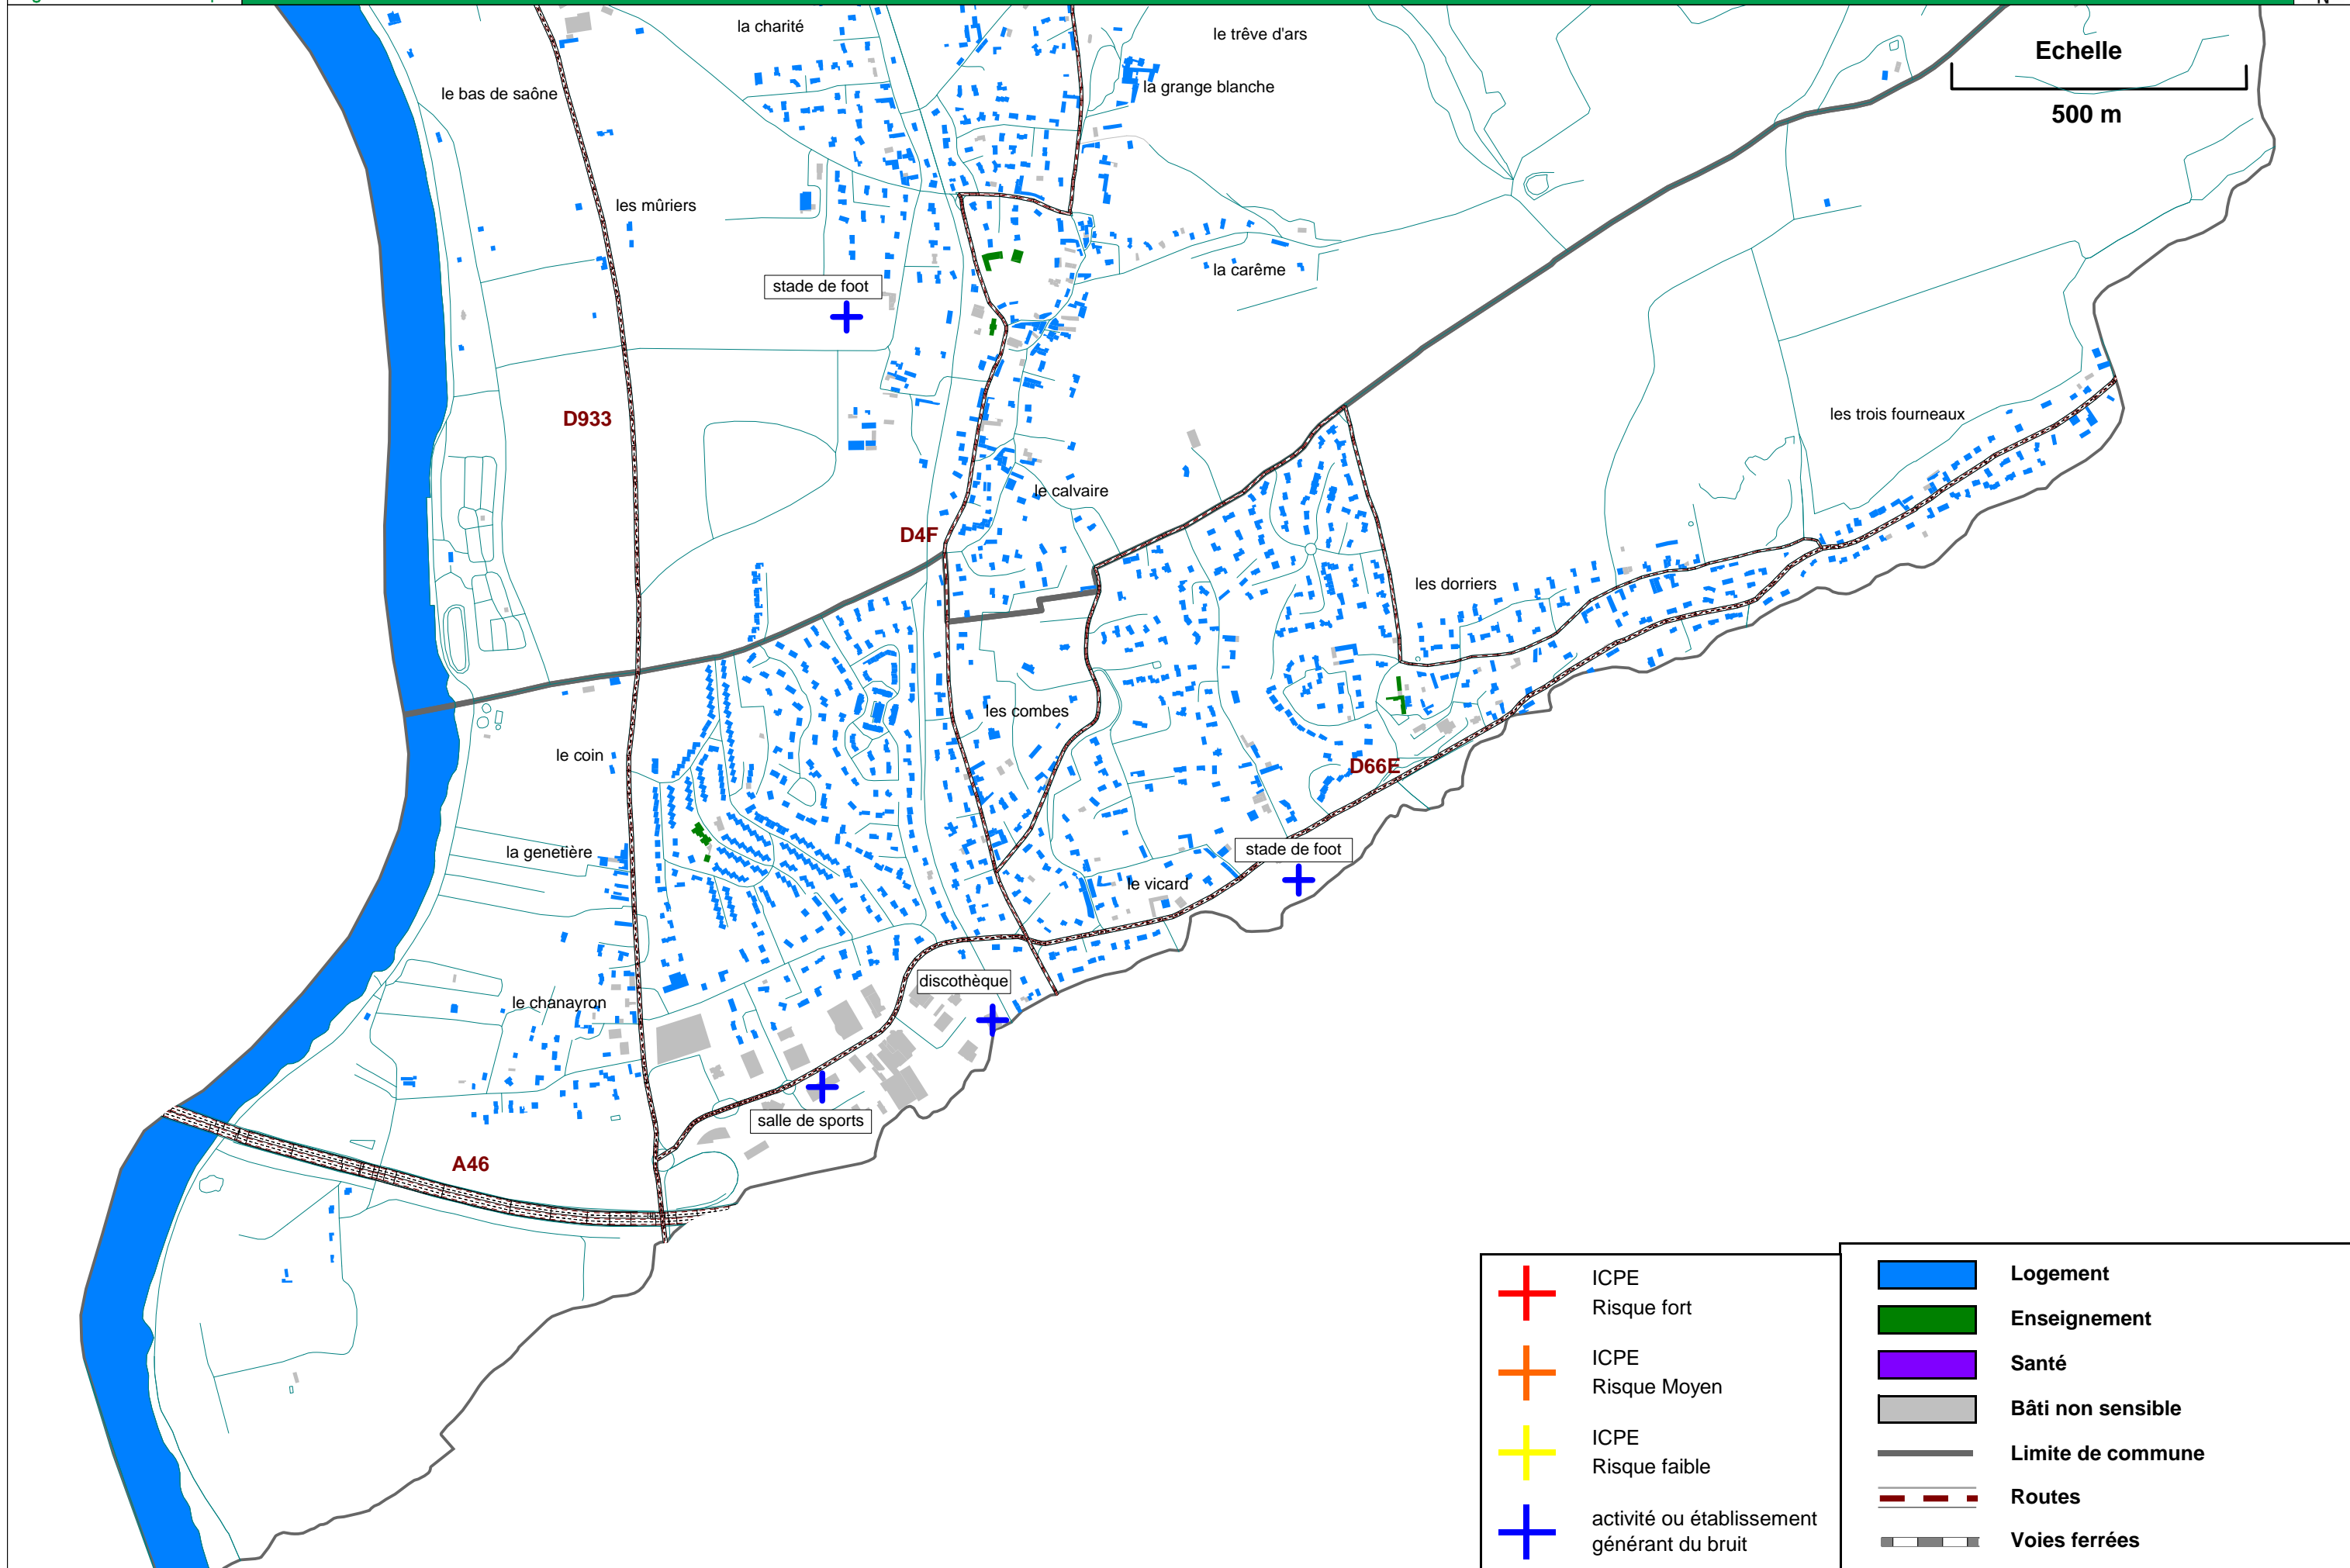 la charité
le trêve d'ars
Echelle
le bas de saône
la grange blanche
500 m
les mûriers
la carême
stade de foot
D933
les trois fourneaux
le calvaire
D4F
les dorriers
les combes
le coin
D66E
la genetière
stade de foot
le vicard
discothèque
le chanayron
salle de sports
A46
ICPE
Risque fort
ICPE
Risque Moyen
ICPE
Risque faible
activité ou établissement
générant du bruit
Logement
Enseignement
Santé
Bâti non sensible
Limite de commune
Routes
Voies ferrées